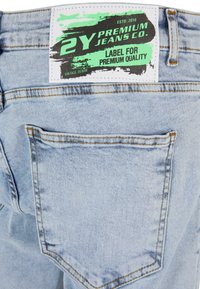 ESTD. 2016
2Y PREMIUM
JEANS CO.
LABEL FOR
PREMIUM QUALITY